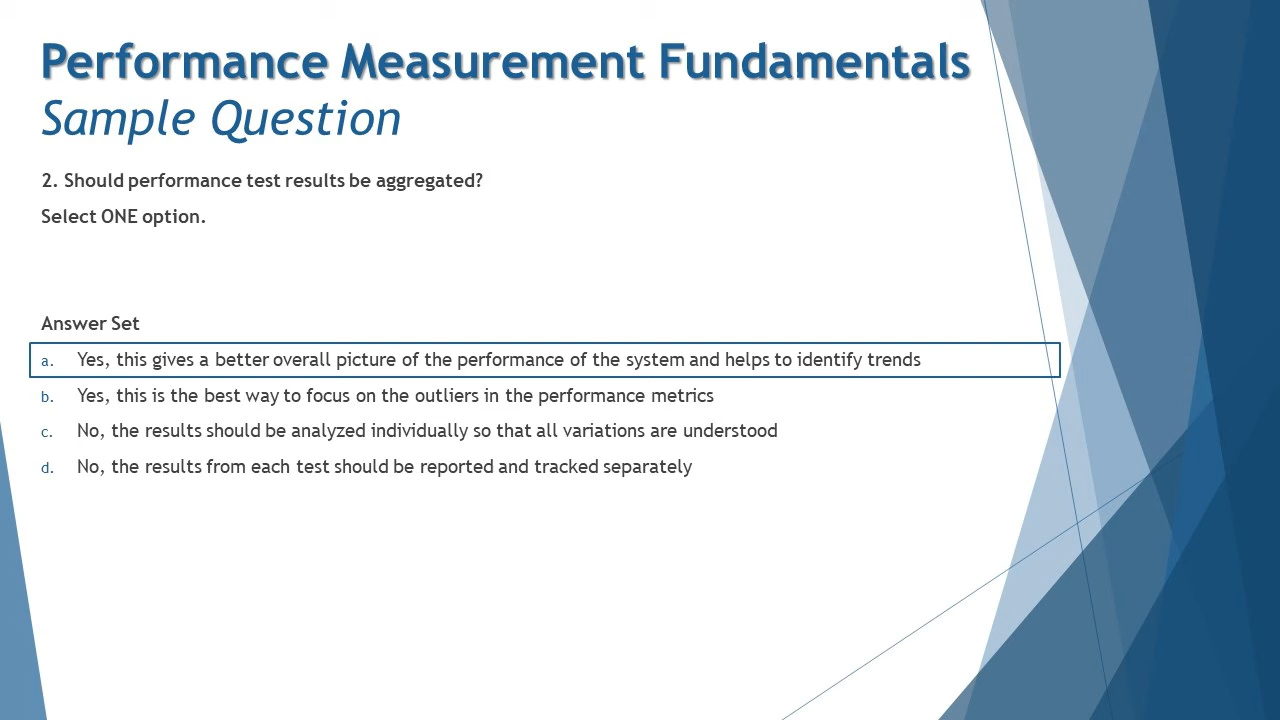 Performance Measurement Fundamentals
Sample Question
2. Should performance test results be aggregated?
Select ONE option.
Answer Set
a. Yes, this gives a better overall picture of the performance of the system and helps to identify trends
b. Yes, this is the best way to focus on the outliers in the performance metrics
c. No, the results should be analyzed individually so that all variations are understood
d. No, the results from each test should be reported and tracked separately